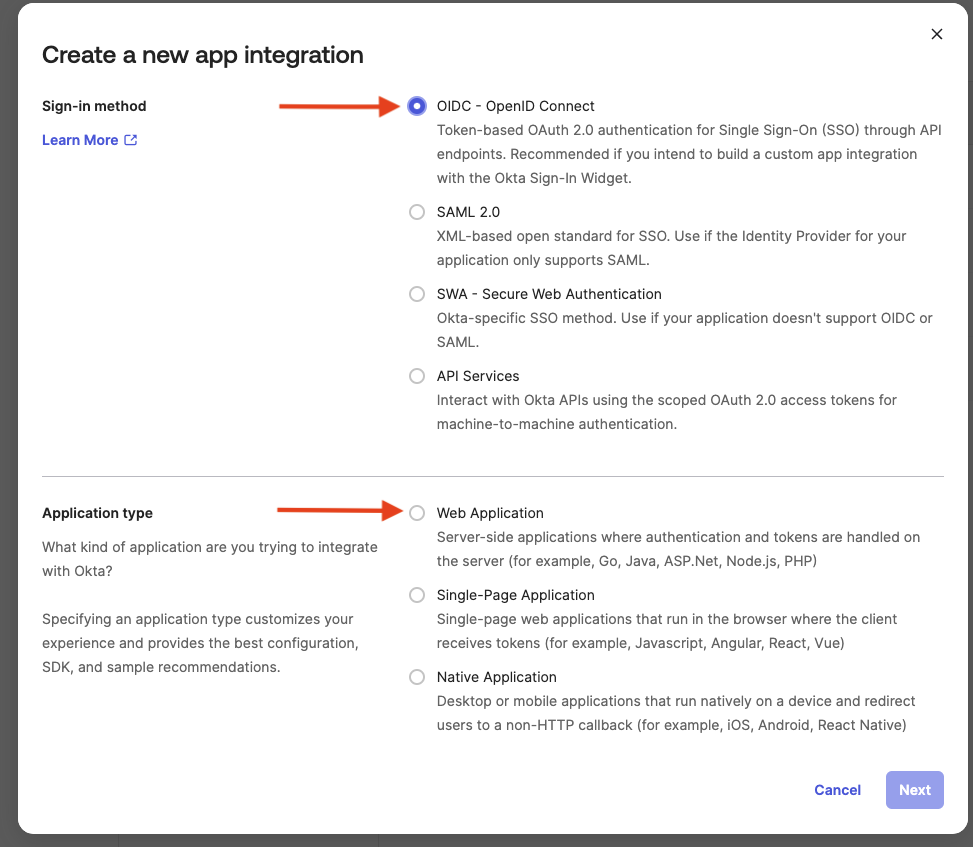 Create a new app integration
Sign-in method
Learn More
OIDC - OpenID Connect
Token-based OAuth 2.0 authentication for Single Sign-On (SSO) through API
endpoints. Recommended if you intend to build a custom app integration
with the Okta Sign-In Widget.
SAML 2.0
XML-based open standard for SSO. Use if the Identity Provider for your
application only supports SAML.
SWA - Secure Web Authentication
Okta-specific SSO method. Use if your application doesn't support OIDC or
SAML.
API Services
Interact with Okta APIs using the scoped OAuth 2.0 access tokens for
machine-to-machine authentication.
Application type
What kind of application are you trying to integrate
with Okta?
Specifying an application type customizes your
experience and provides the best configuration,
SDK, and sample recommendations.
Web Application
Server-side applications where authentication and tokens are handled on
the server (for example, Go, Java, ASP.Net, Node.js, PHP)
Single-Page Application
Single-page web applications that run in the browser where the client
receives tokens (for example, Javascript, Angular, React, Vue)
Native Application
Desktop or mobile applications that run natively on a device and redirect
users to a non-HTTP callback (for example, iOS, Android, React Native)
Cancel
Next